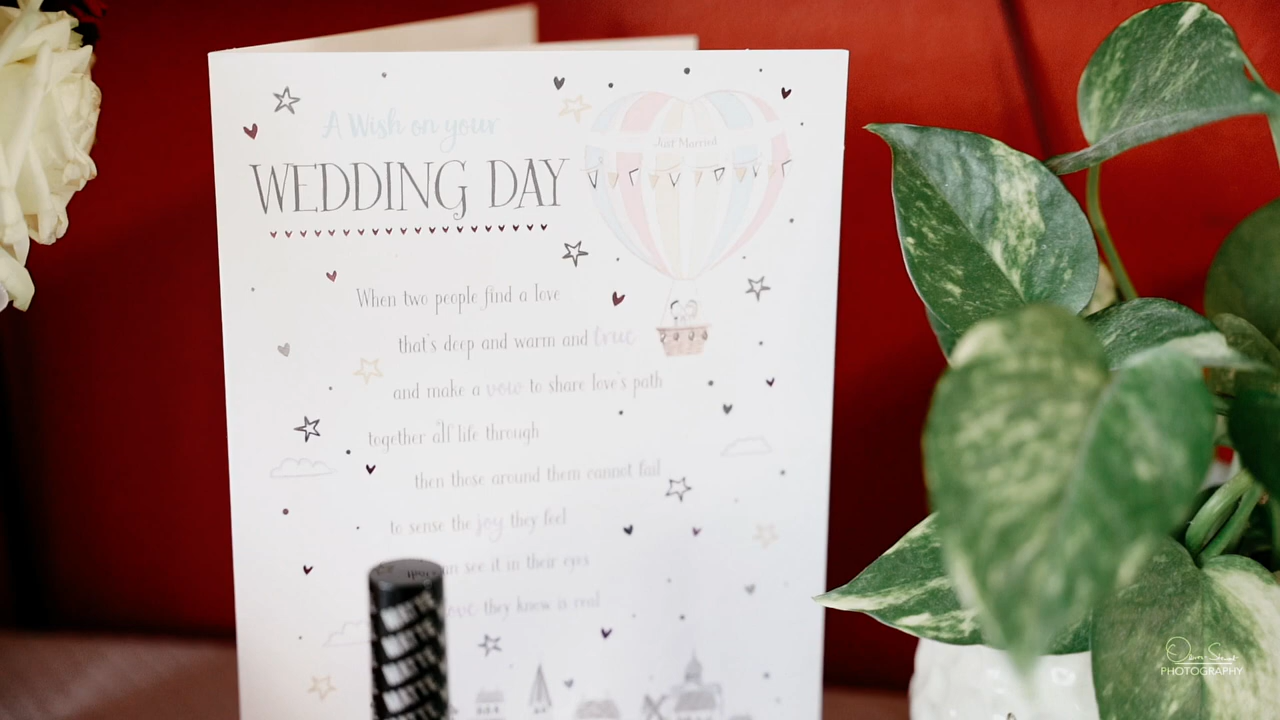 A Wish on your
WEDDING DAY
Just Married
When two people find a love
that's deep and warm and true
and make a vow to share love's path
together all life through
then those around them cannot fail
to sense the joy they feel
see it in their eyes
love they know is real
PHOTOGRAPHY